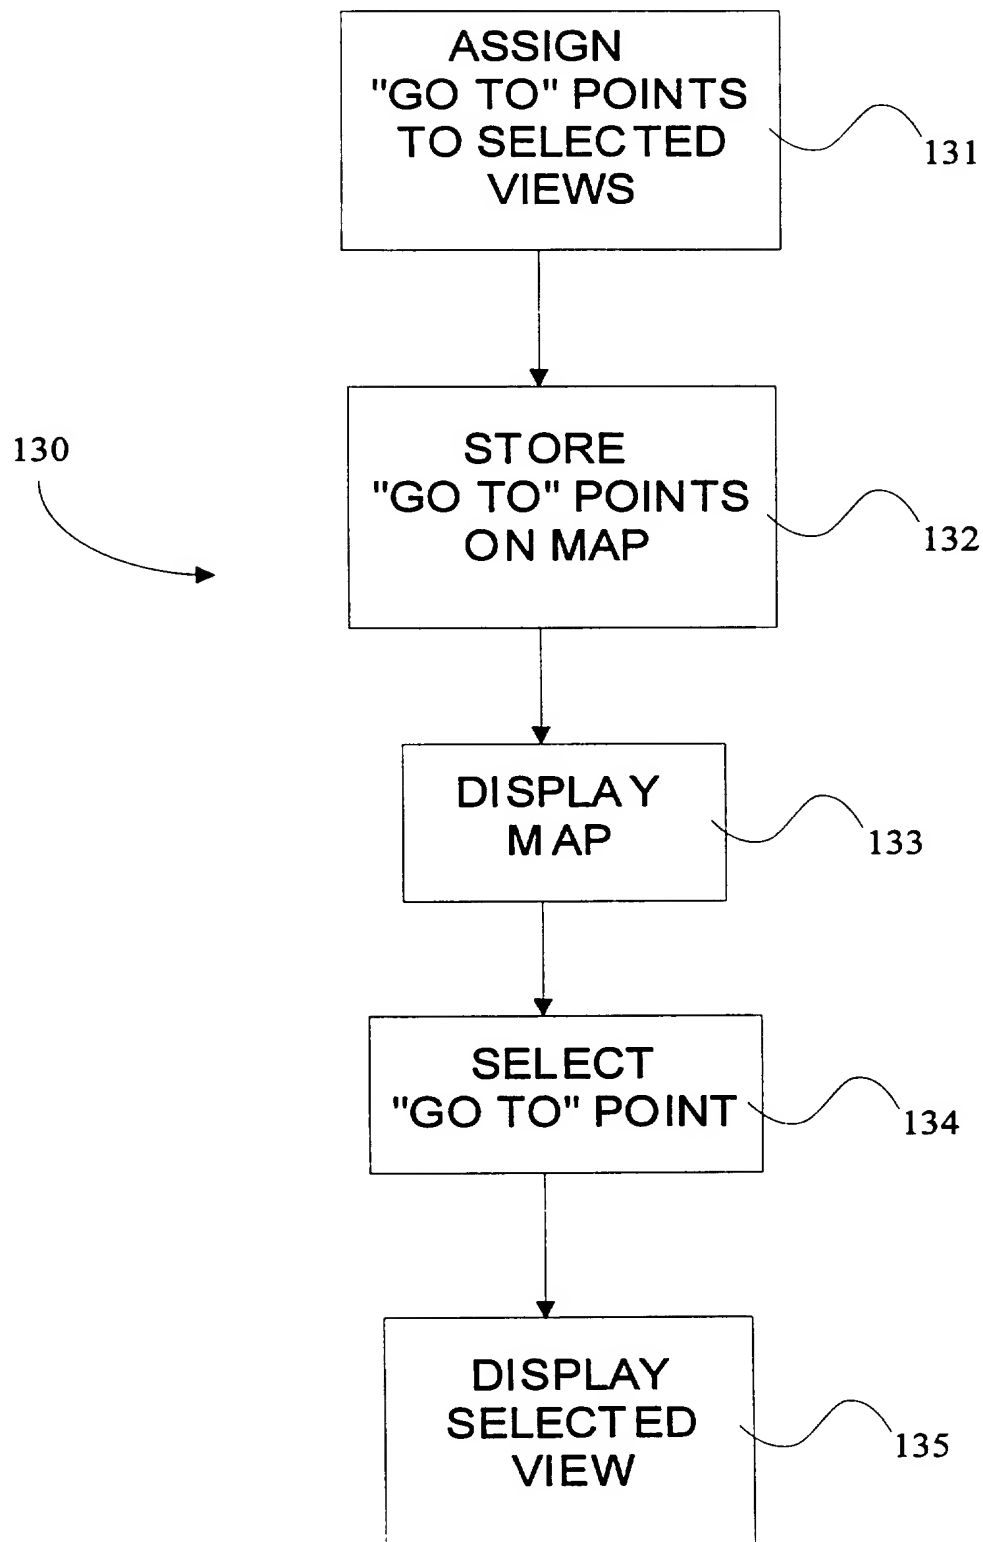 ASSIGN
"GO TO" POINTS
TO SELECTED
VIEWS
131
STORE
"GO TO" POINTS
ON MAP
130
132
DISPLAY
MAP
133
SELECT
"GO TO" POINT
134
DISPLAY
SELECTED
VIEW
135